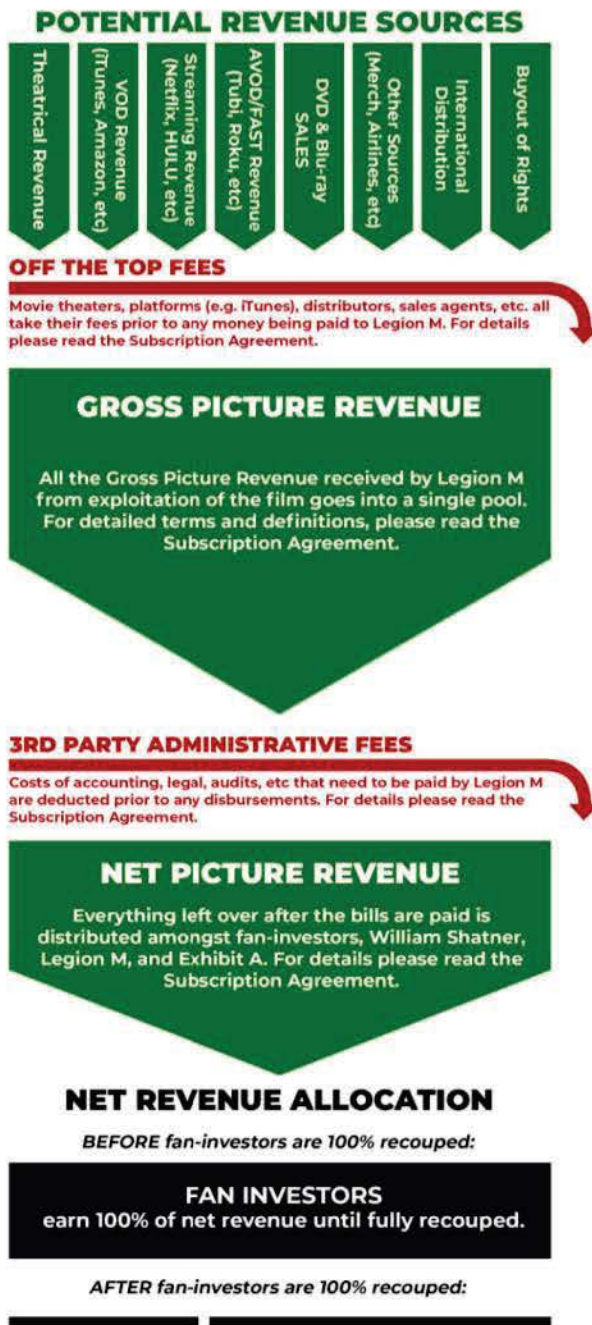 POTENTIAL REVENUE SOURCES
Theatrical Revenue
VOD Revenue
(iTunes, Amazon, etc)
Streaming Revenue
(Netflix, HULU, etc)
AVOD/FAST Revenue
(Tubi, Roku, etc)
DVD & Blu-ray
SALES
Other Sources
(Merch, Airlines, etc)
International
Distribution
Buyout of Rights
OFF THE TOP FEES
Movie theaters, platforms (e.g. iTunes), distributors, sales agents, etc. all
take their fees prior to any money being paid to Legion M. For details
please read the Subscription Agreement.
GROSS PICTURE REVENUE
All the Gross Picture Revenue received by Legion M
from exploitation of the film goes into a single pool.
For detailed terms and definitions, please read the
Subscription Agreement.
3RD PARTY ADMINISTRATIVE FEES
Costs of accounting, legal, audits, etc that need to be paid by Legion M
are deducted prior to any disbursements. For details please read the
Subscription Agreement.
NET PICTURE REVENUE
Everything left over after the bills are paid is
distributed amongst fan-investors, William Shatner,
Legion M, and Exhibit A. For details please read the
Subscription Agreement.
NET REVENUE ALLOCATION
BEFORE fan-investors are 100% recouped:
FAN INVESTORS
earn 100% of net revenue until fully recouped.
AFTER fan-investors are 100% recouped: